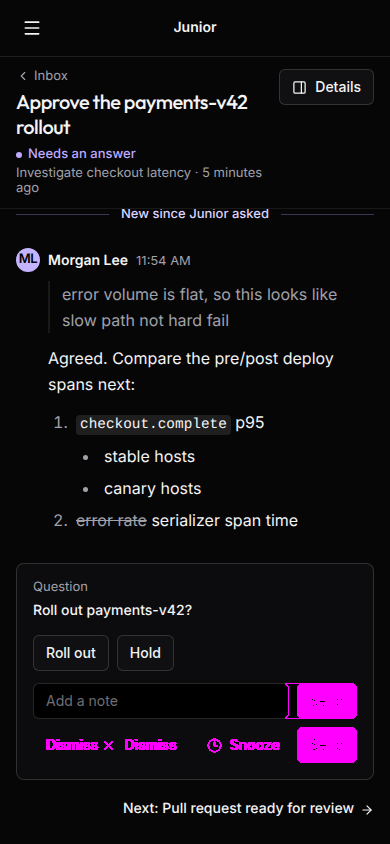 Junior
Inbox
Details
Approve the payments-v42
rollout
Needs an answer
Investigate checkout latency · 5 minutes
ago
New since Junior asked
ML Morgan Lee 11:54 AM
error volume is flat, so this looks like
slow path not hard fail
Agreed. Compare the pre/post deploy
spans next:
1. checkout.complete p95
• stable hosts
• canary hosts
2. error rate serializer span time
Question
Roll out payments-v42?
Roll out Hold
Add a note
Dismiss × Dismiss Snooze
Next: Pull request ready for review →